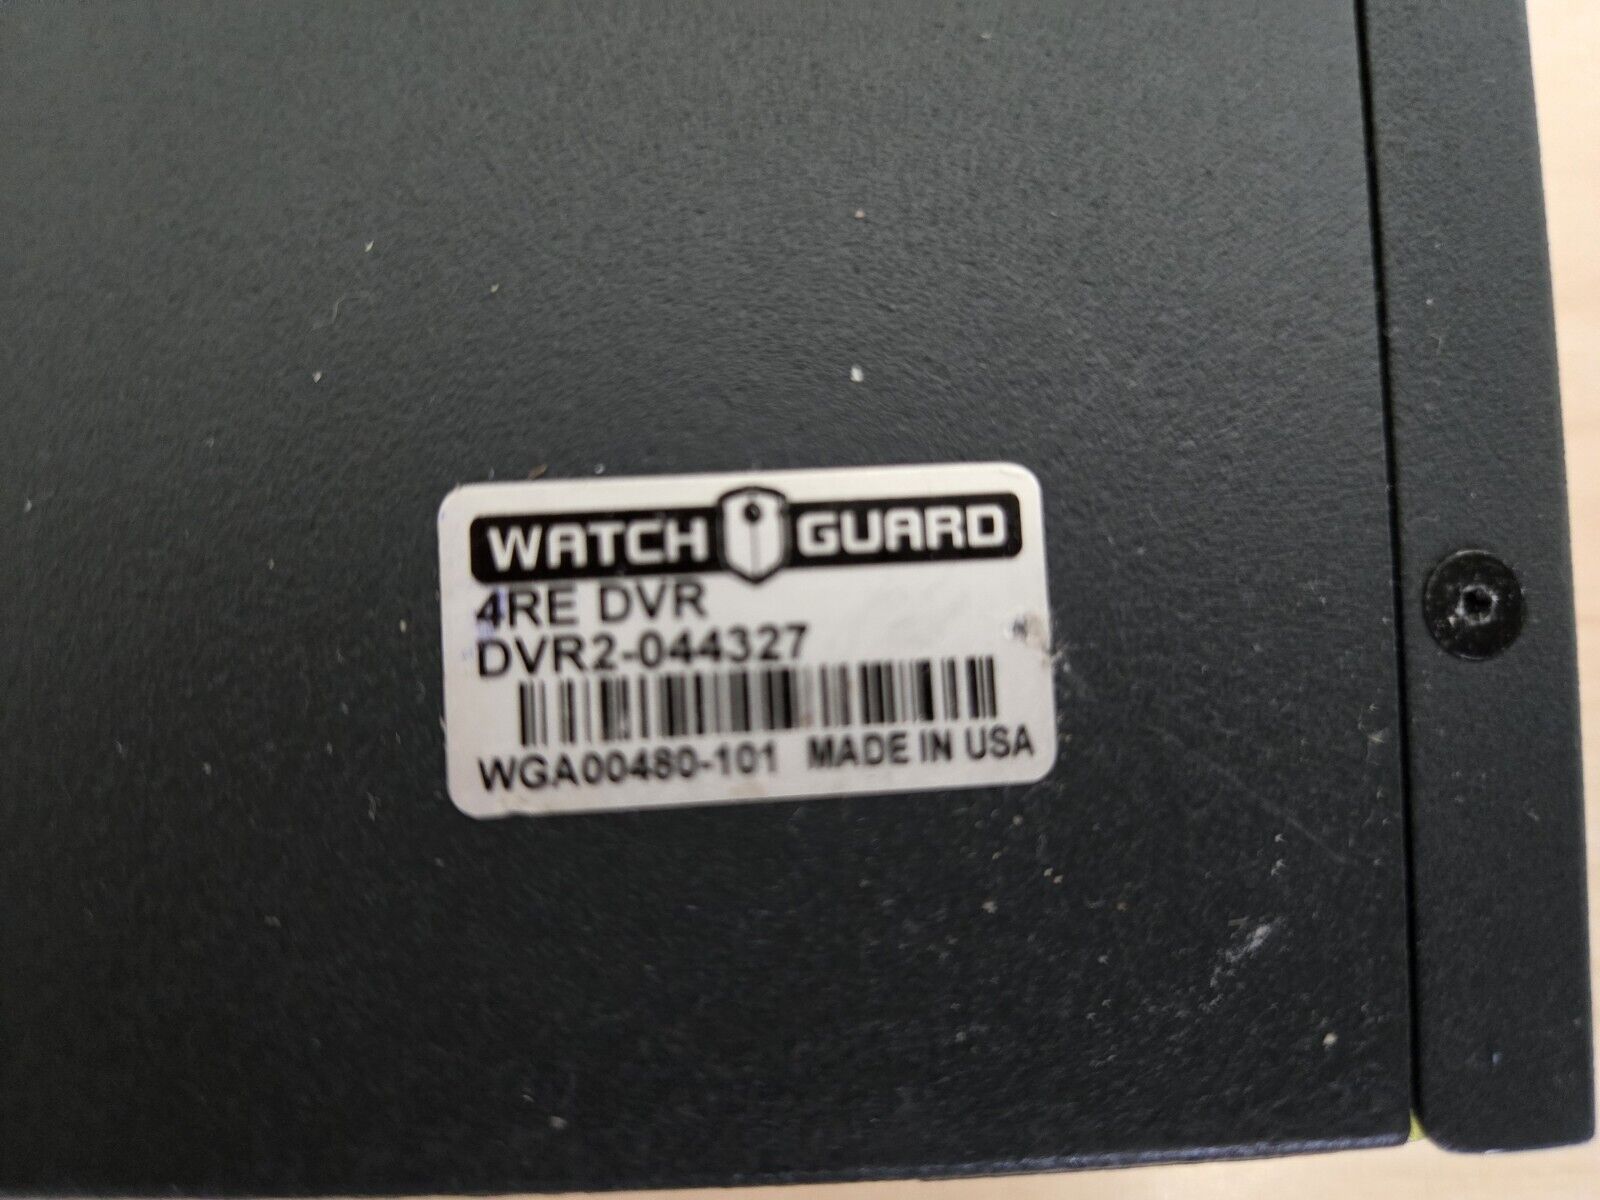 WATCH GUARD
4RE DVR
DVR2-044327
WGA00480-101 MADE IN USA